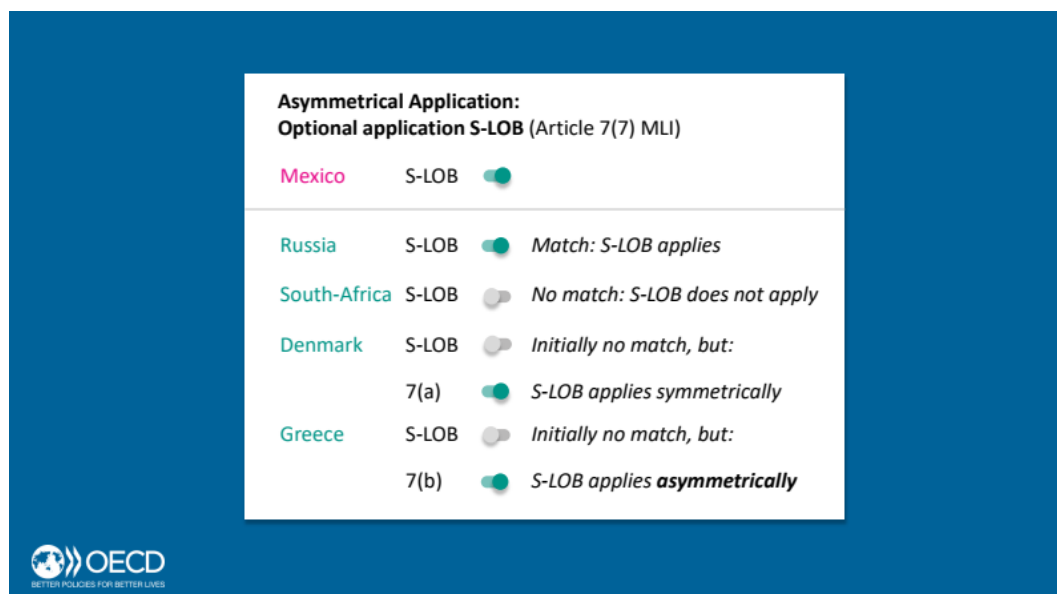 Asymmetrical Application:
Optional application S-LOB (Article 7(7) MLI)
Mexico S-LOB
Russia S-LOB Match: S-LOB applies
South-Africa S-LOB No match: S-LOB does not apply
Denmark S-LOB Initially no match, but:
7(a) S-LOB applies symmetrically
Greece S-LOB Initially no match, but:
7(b) S-LOB applies asymmetrically
OECD
BETTER POLICIES FOR BETTER LIVES